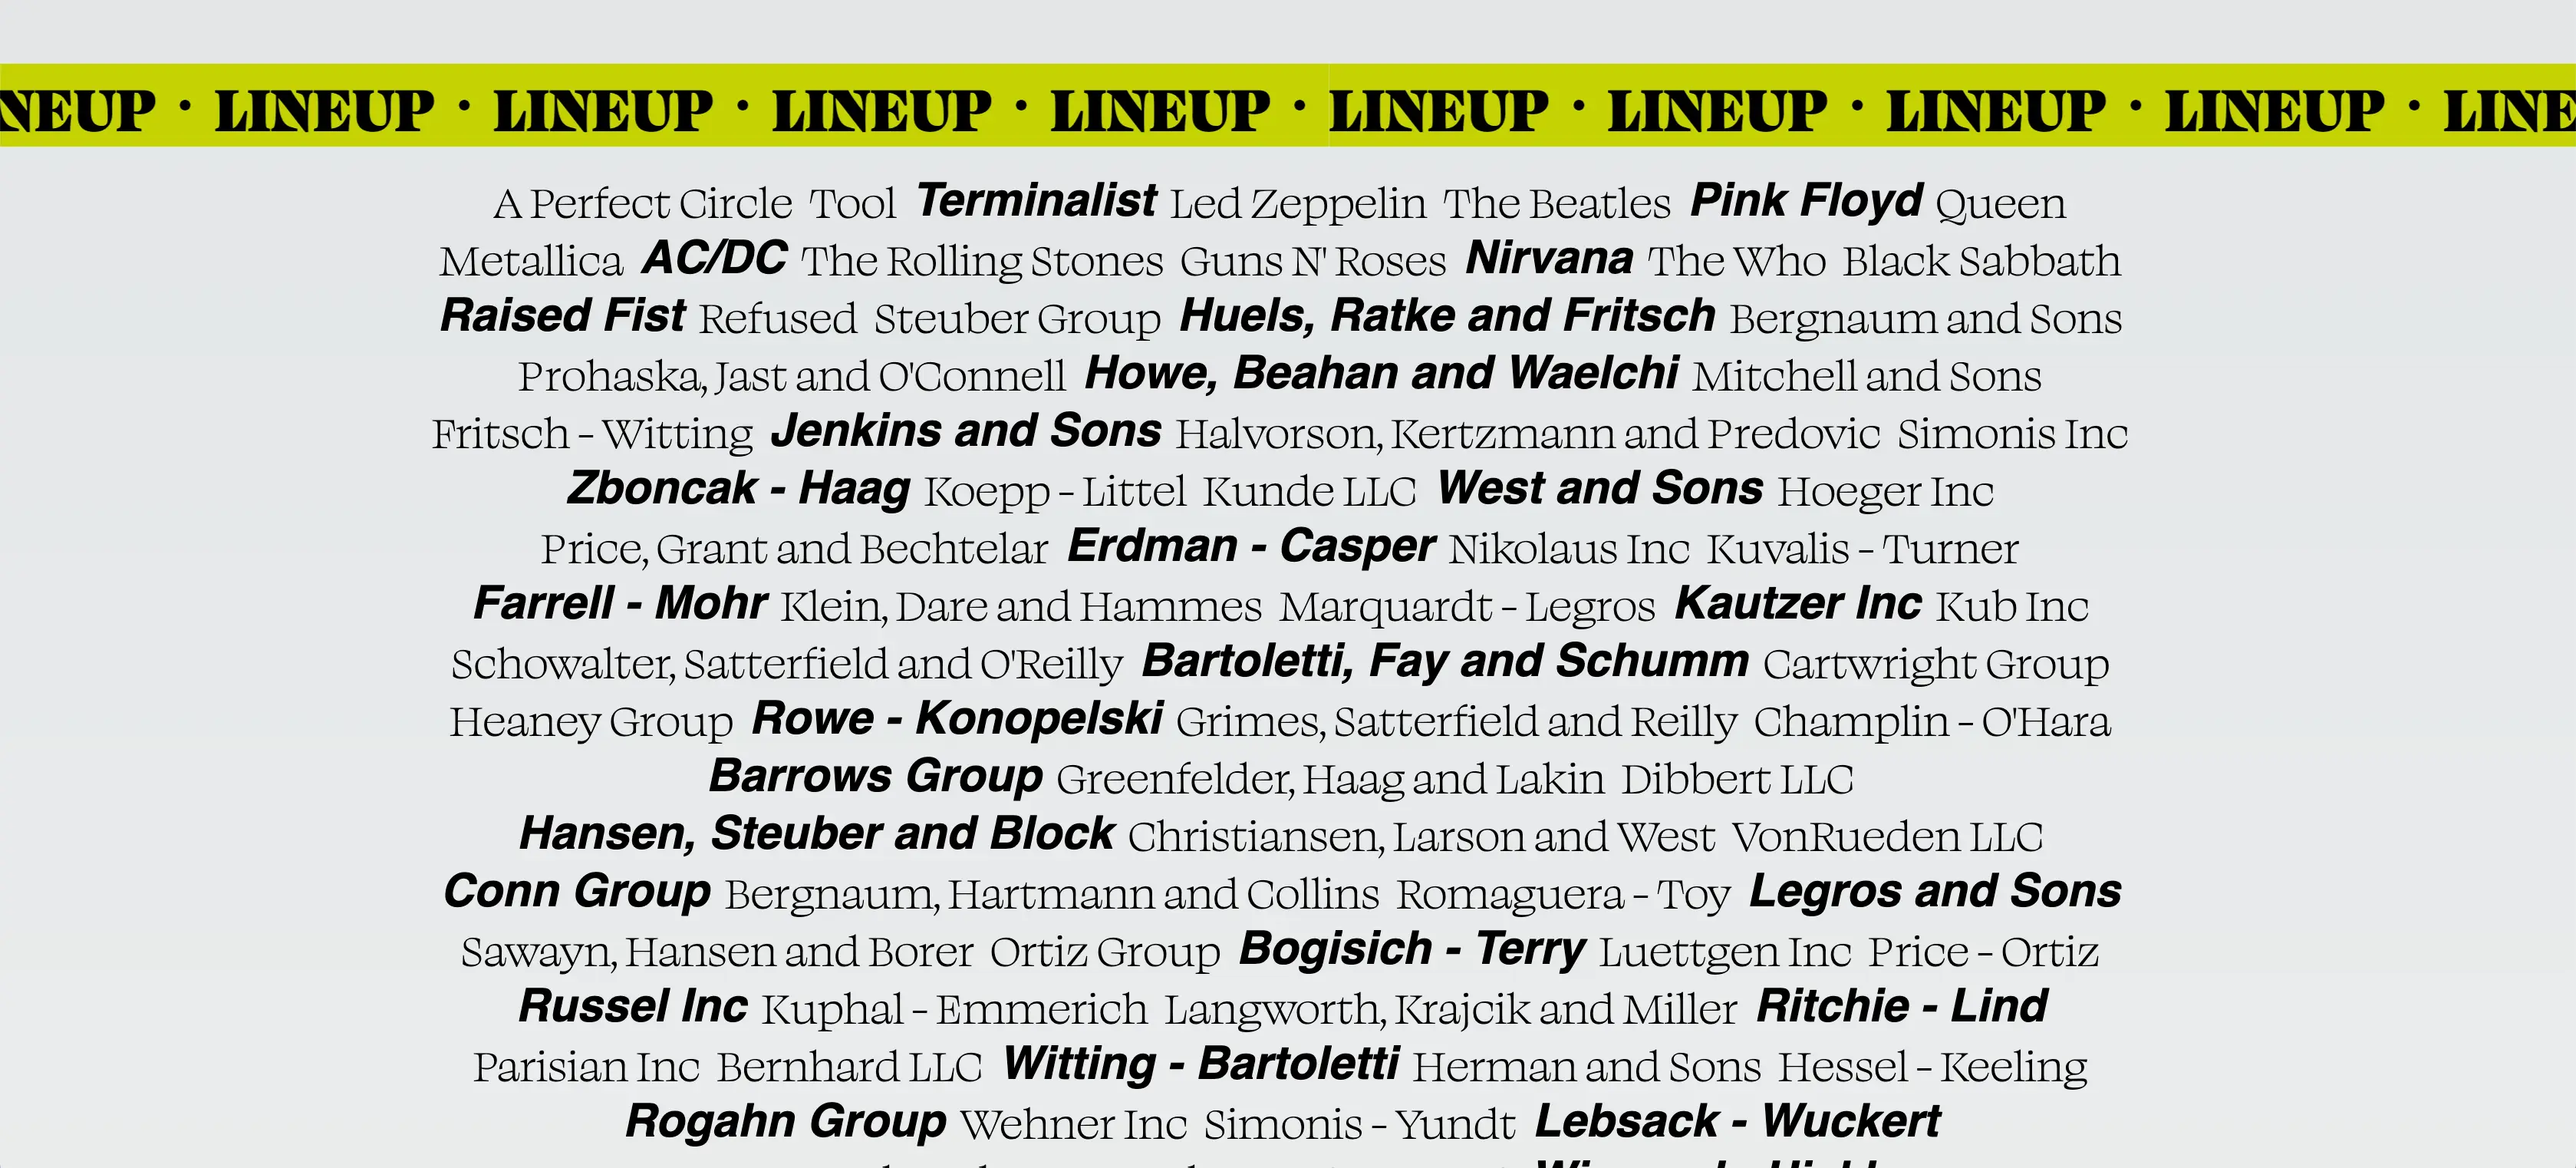 NEUP · LINEUP · LINEUP · LINEUP · LINEUP · LINEUP · LINEUP · LINEUP · LINEUP · LINE
A Perfect Circle Tool Terminalist Led Zeppelin The Beatles Pink Floyd Queen
Metallica AC/DC The Rolling Stones Guns N' Roses Nirvana The Who Black Sabbath
Raised Fist Refused Steuber Group Huels, Ratke and Fritsch Bergnaum and Sons
Prohaska, Jast and O'Connell Howe, Beahan and Waelchi Mitchell and Sons
Fritsch - Witting Jenkins and Sons Halvorson, Kertzmann and Predovic Simonis Inc
Zboncak - Haag Koepp - Littel Kunde LLC West and Sons Hoeger Inc
Price, Grant and Bechtelar Erdman - Casper Nikolaus Inc Kuvalis - Turner
Farrell - Mohr Klein, Dare and Hammes Marquardt - Legros Kautzer Inc Kub Inc
Schowalter, Satterfield and O'Reilly Bartoletti, Fay and Schumm Cartwright Group
Heaney Group Rowe - Konopelski Grimes, Satterfield and Reilly Champlin - O'Hara
Barrows Group Greenfelder, Haag and Lakin Dibbert LLC
Hansen, Steuber and Block Christiansen, Larson and West VonRueden LLC
Conn Group Bergnaum, Hartmann and Collins Romaguera - Toy Legros and Sons
Sawayn, Hansen and Borer Ortiz Group Bogisich - Terry Luettgen Inc Price - Ortiz
Russel Inc Kuphal - Emmerich Langworth, Krajcik and Miller Ritchie - Lind
Parisian Inc Bernhard LLC Witting - Bartoletti Herman and Sons Hessel - Keeling
Rogahn Group Wehner Inc Simonis - Yundt Lebsack - Wuckert